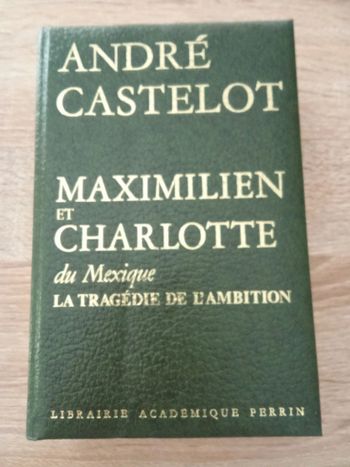 ANDRÉ
CASTELOT
MAXIMILIEN
ET
CHARLOTTE
du Mexique
LA TRAGÉDIE DE L'AMBITION
LIBRAIRIE ACADÉMIQUE PERRIN